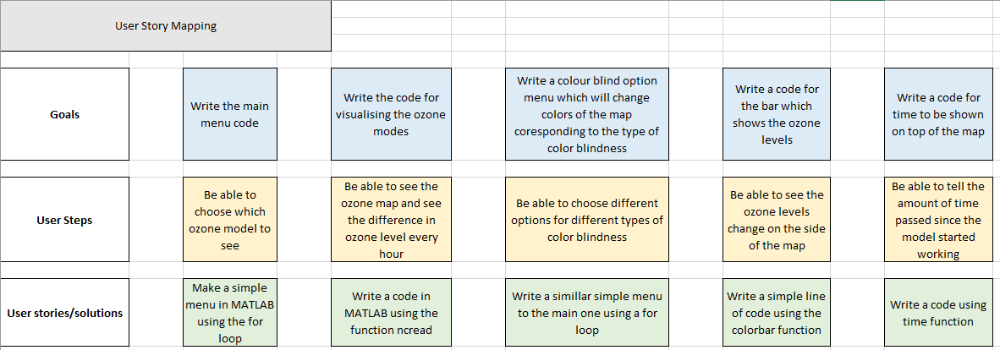 User Story Mapping
Goals
Write the main
menu code
Write the code for
visualising the ozone
modes
Write a colour blind option
menu which will change
colors of the map
coresponding to the type of
color blindness
Write a code for
the bar which
shows the ozone
levels
Write a code for
time to be shown
on top of the map
User Steps
Be able to
choose which
ozone model to
see
Be able to see the
ozone map and see
the difference in
ozone level every
hour
Be able to choose different
options for different types of
color blindness
Be able to see the
ozone levels
change on the side
of the map
Be able to tell the
amount of time
passed since the
model started
working
User stories/solutions
Make a simple
menu in MATLAB
using the for
loop
Write a code in
MATLAB using the
function ncread
Write a simillar simple menu
to the main one using a for
loop
Write a simple line
of code using the
colorbar function
Write a code using
time function